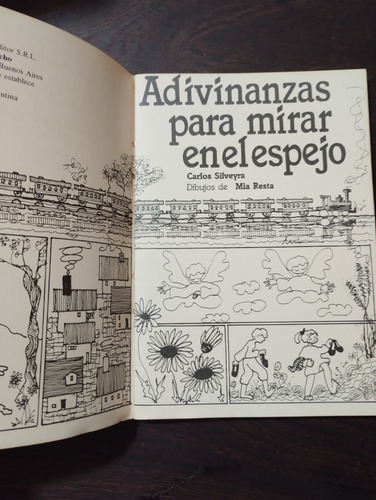 ditor S.R.L.
cho
Buenos Aires
e establece
ntina
Adivinanzas
para mirar
en el espejo
Carlos Silveyra
Dibujos de Mia Resta